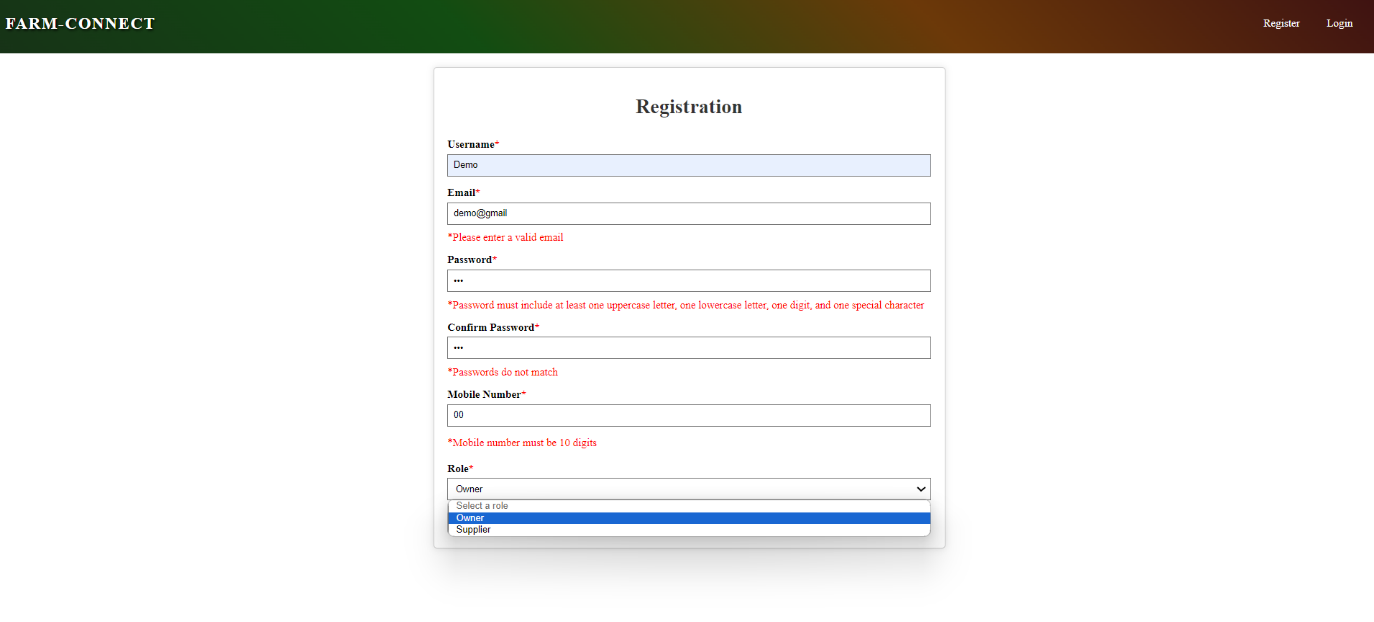 FARM-CONNECT Register Login
Registration
Username*
Demo
Email*
demo@gmail
*Please enter a valid email
Password*
•••
*Password must include at least one uppercase letter, one lowercase letter, one digit, and one special character
Confirm Password*
•••
*Passwords do not match
Mobile Number*
00
*Mobile number must be 10 digits
Role*
Owner
Select a role
Owner
Supplier